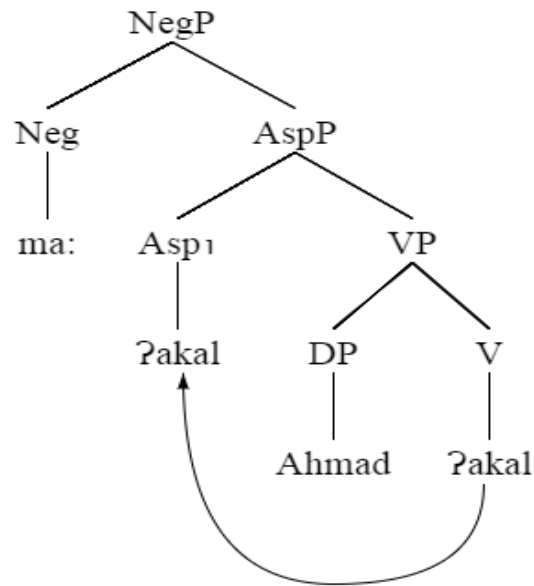 NegP
Neg AspP
ma: Asp1 VP
ʔakal DP V
Ahmad ʔakal